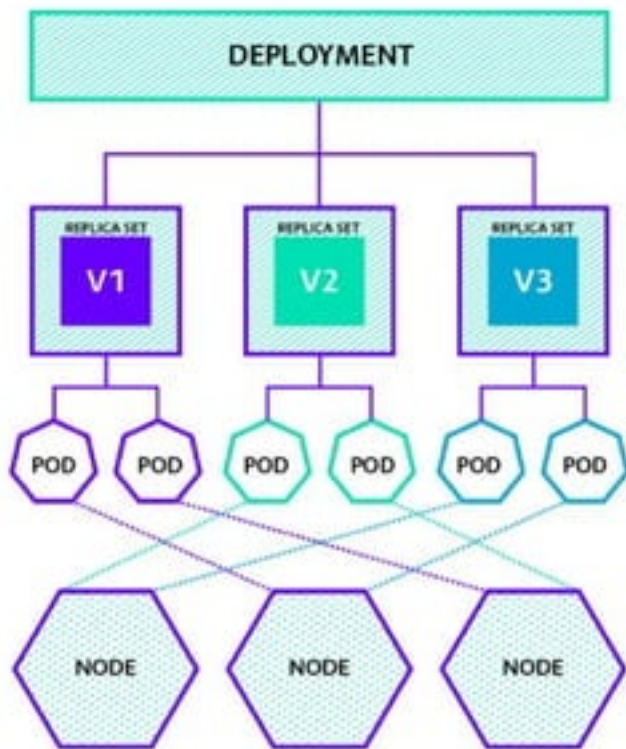 DEPLOYMENT
REPLICA SET REPLICA SET REPLICA SET
V1 V2 V3
POD POD POD POD POD POD
NODE NODE NODE